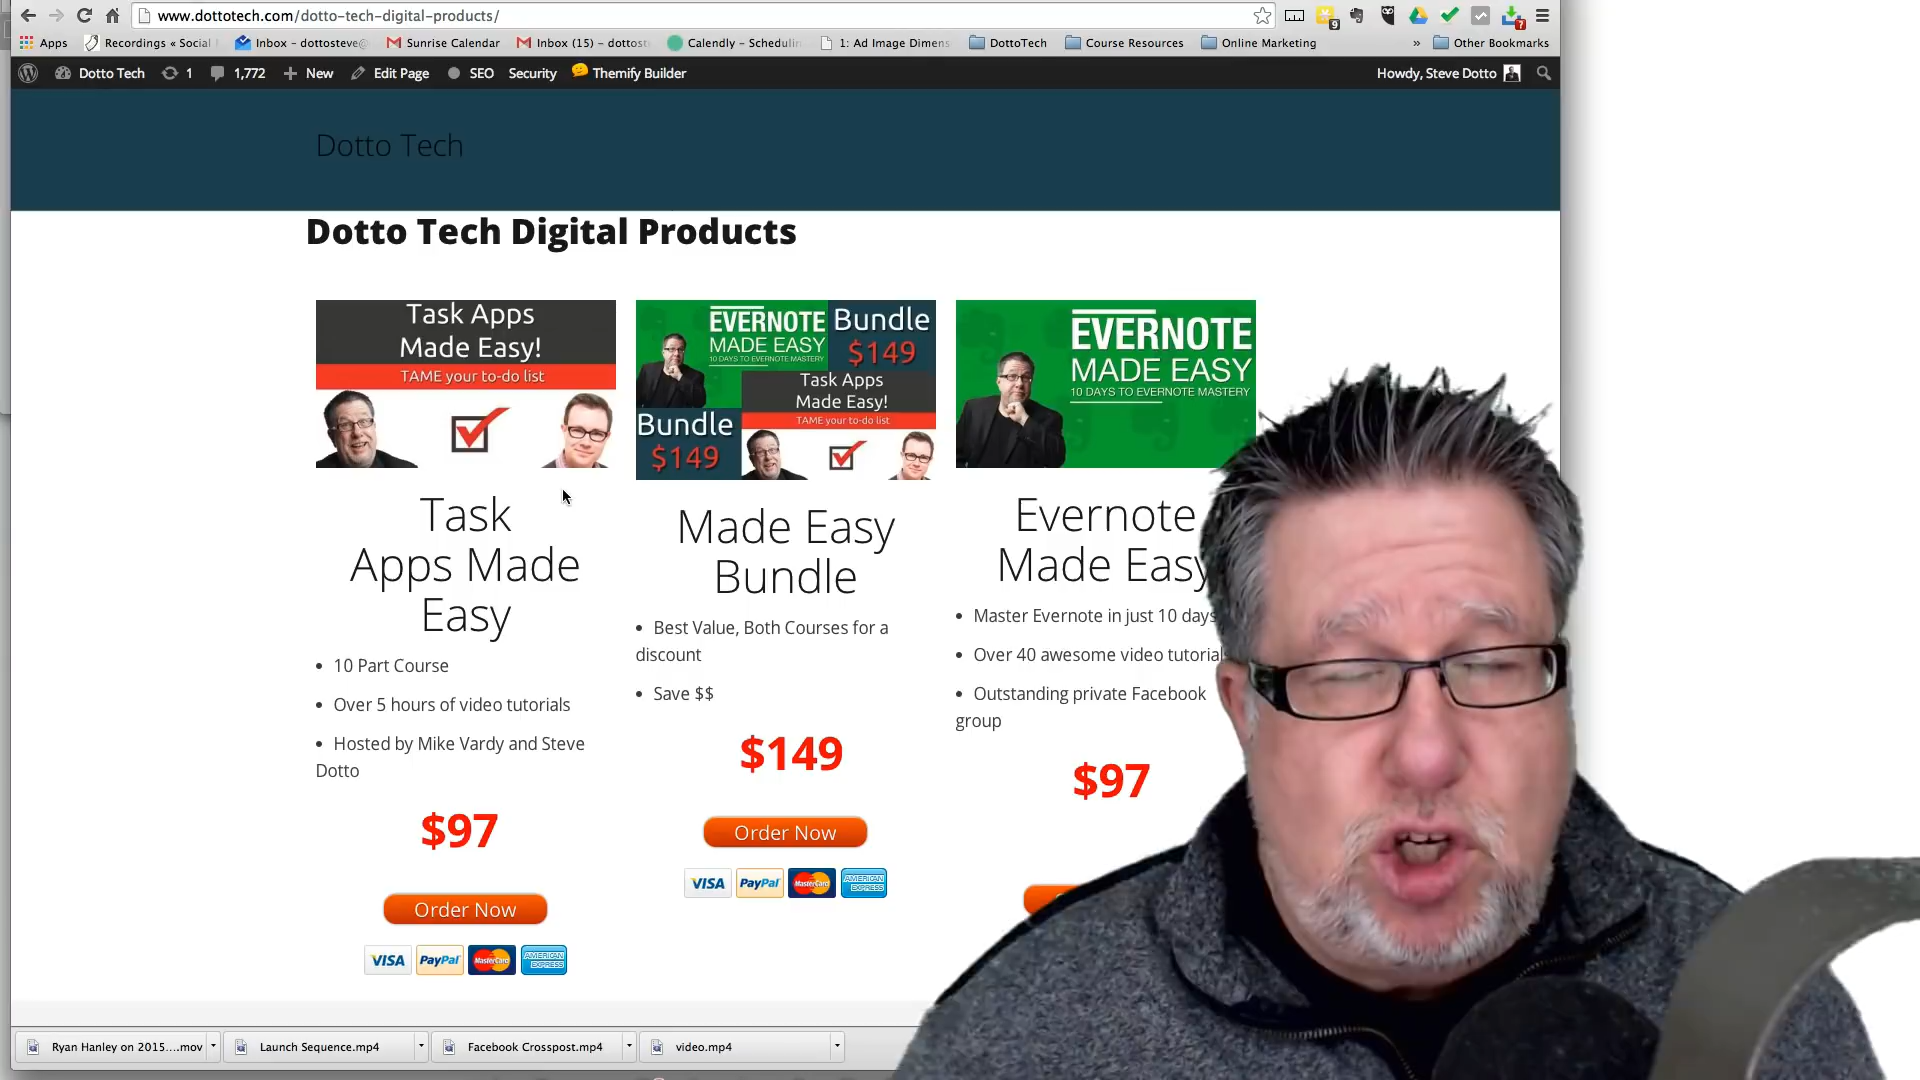 www.dottotech.com/dotto-tech-digital-products/
9
7
Apps
Recordings « Social
Inbox – dottosteve@
Sunrise Calendar
Inbox (15) – dottost
Calendly – Schedulin
1: Ad Image Dimens
DottoTech
Course Resources
Online Marketing
»
Other Bookmarks
Dotto Tech
1
1,772
New
Edit Page
SEO
Security
Themify Builder
Howdy, Steve Dotto
Dotto Tech
Dotto Tech Digital Products
Task Apps
Made Easy!
TAME your to-do list
EVERNOTE
MADE EASY
10 DAYS TO EVERNOTE MASTERY
Bundle
$149
Task Apps
Made Easy!
TAME your to-do list
Bundle
$149
EVERNOTE
MADE EASY
10 DAYS TO EVERNOTE MASTERY
Task
Apps Made
Easy
• 10 Part Course
• Over 5 hours of video tutorials
• Hosted by Mike Vardy and Steve
Dotto
$97
Order Now
VISA PayPal MasterCard AMERICAN EXPRESS
Made Easy
Bundle
• Best Value, Both Courses for a
discount
• Save $$
$149
Order Now
VISA PayPal MasterCard AMERICAN EXPRESS
Evernote
Made Easy
• Master Evernote in just 10 days
• Over 40 awesome video tutorial
• Outstanding private Facebook
group
$97
Ryan Hanley on 2015....mov
Launch Sequence.mp4
Facebook Crosspost.mp4
video.mp4